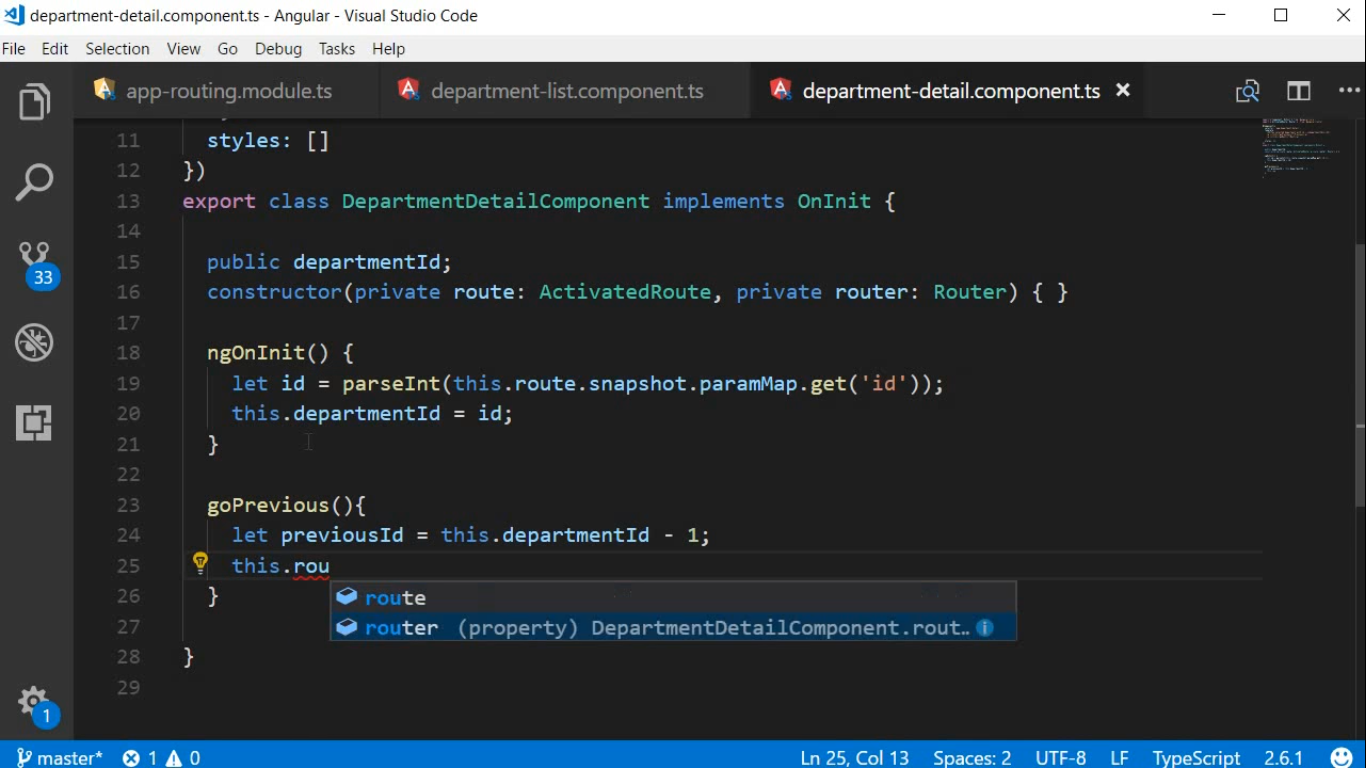 department-detail.component.ts - Angular - Visual Studio Code
File Edit Selection View Go Debug Tasks Help
app-routing.module.ts department-list.component.ts department-detail.component.ts
11 styles: []
12 })
13 export class DepartmentDetailComponent implements OnInit {
14
15 public departmentId;
16 constructor(private route: ActivatedRoute, private router: Router) { }
17
18 ngOnInit() {
19 let id = parseInt(this.route.snapshot.paramMap.get('id'));
20 this.departmentId = id;
21 }
22
23 goPrevious(){
24 let previousId = this.departmentId - 1;
25 this.rou
26 }
route
27
router (property) DepartmentDetailComponent.rout…
28 }
29
33
1
master* 1 0 Ln 25, Col 13 Spaces: 2 UTF-8 LF TypeScript 2.6.1